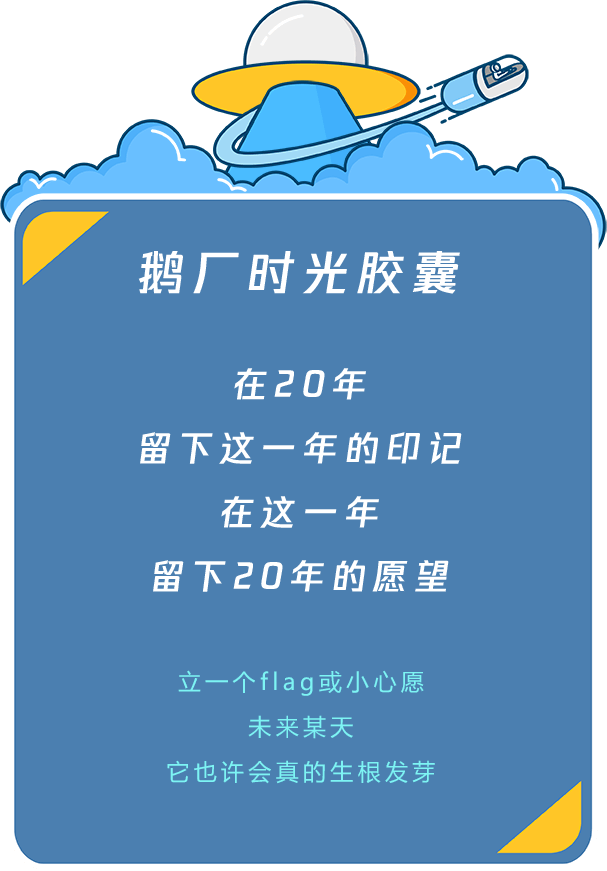 鹅厂时光胶囊
在20年
留下这一年的印记
在这一年
留下20年的愿望
立一个flag或小心愿
未来某天
它也许会真的生根发芽